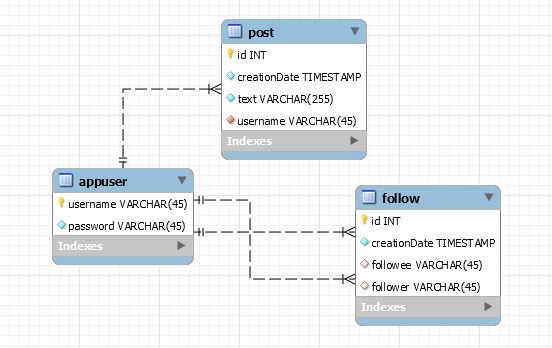 post
id INT
creationDate TIMESTAMP
text VARCHAR(255)
username VARCHAR(45)
Indexes
appuser
username VARCHAR(45)
password VARCHAR(45)
Indexes
follow
id INT
creationDate TIMESTAMP
followee VARCHAR(45)
follower VARCHAR(45)
Indexes